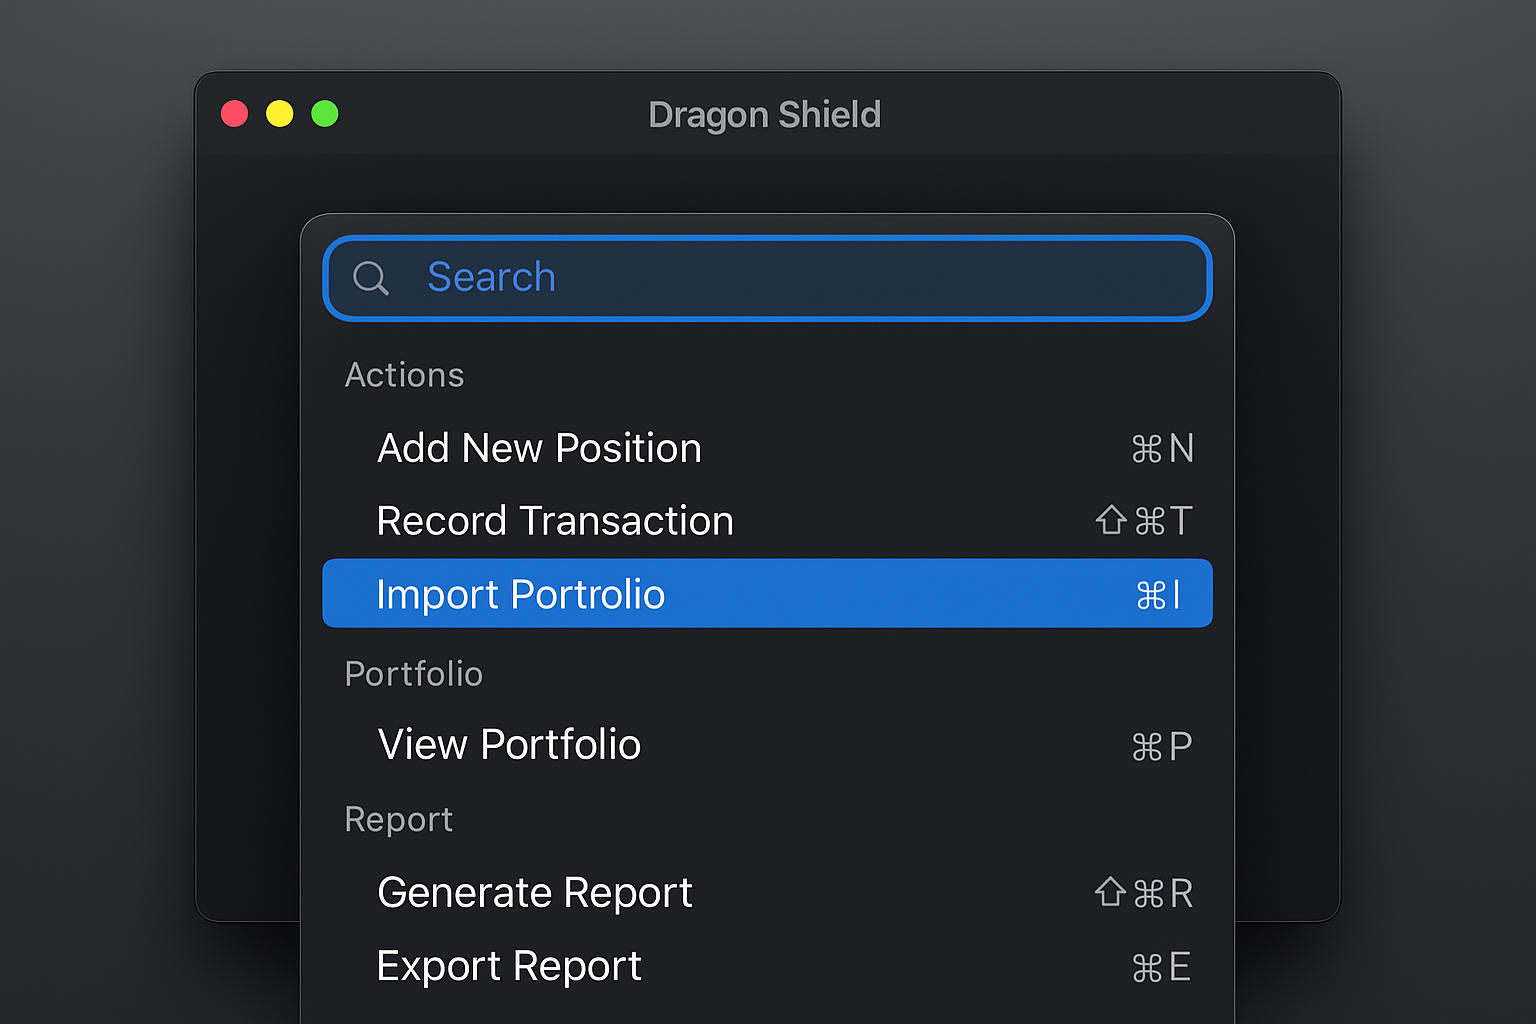 Dragon Shield
Search
Actions
Add New Position ⌘N
Record Transaction ⇧⌘T
Import Portrolio ⌘I
Portfolio
View Portfolio ⌘P
Report
Generate Report ⇧⌘R
Export Report ⌘E